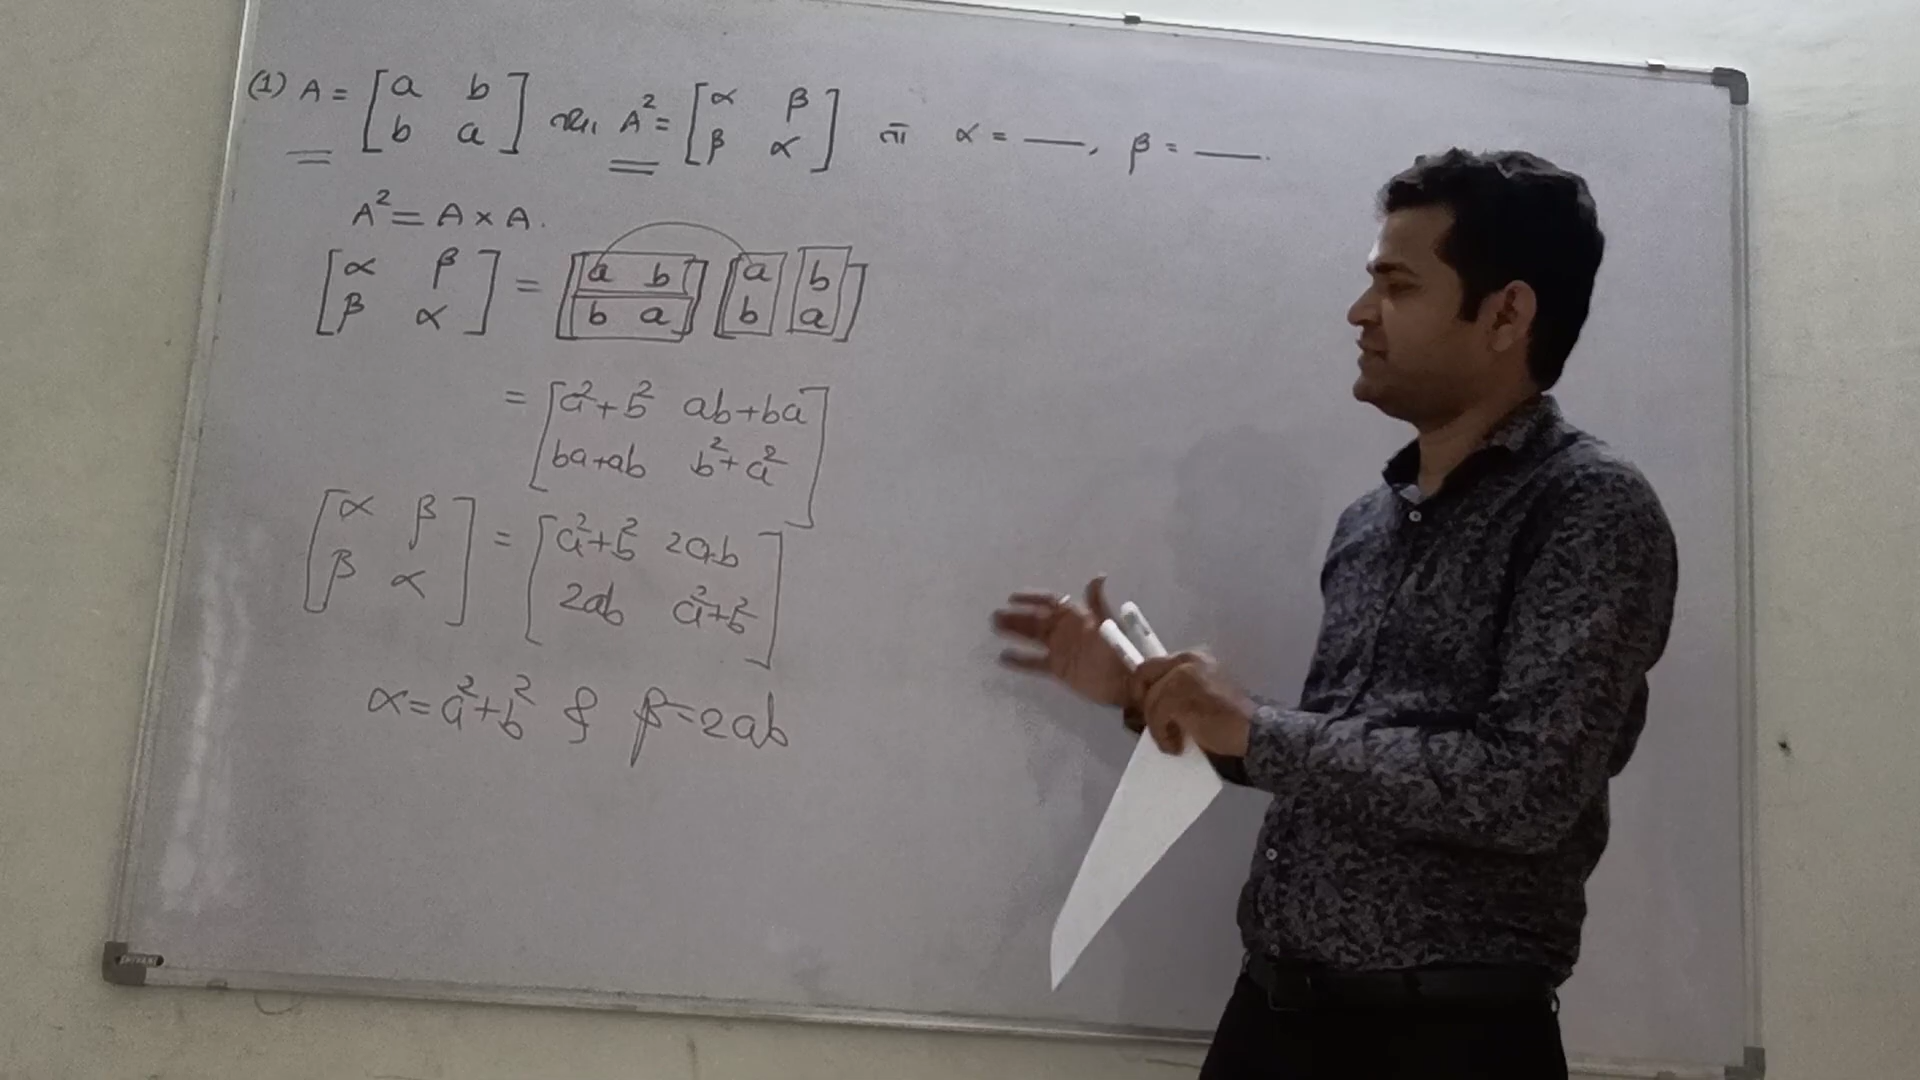 (1) A = [a b; b a] તથા A² = [α β; β α] તો α = ___, β = ___.
A² = A × A.
[α β; β α] = [a b; b a] [a b; b a]
= [a²+b² ab+ba; ba+ab b²+a²]
[α β; β α] = [a²+b² 2ab; 2ab a²+b²]
α = a²+b² & β = 2ab